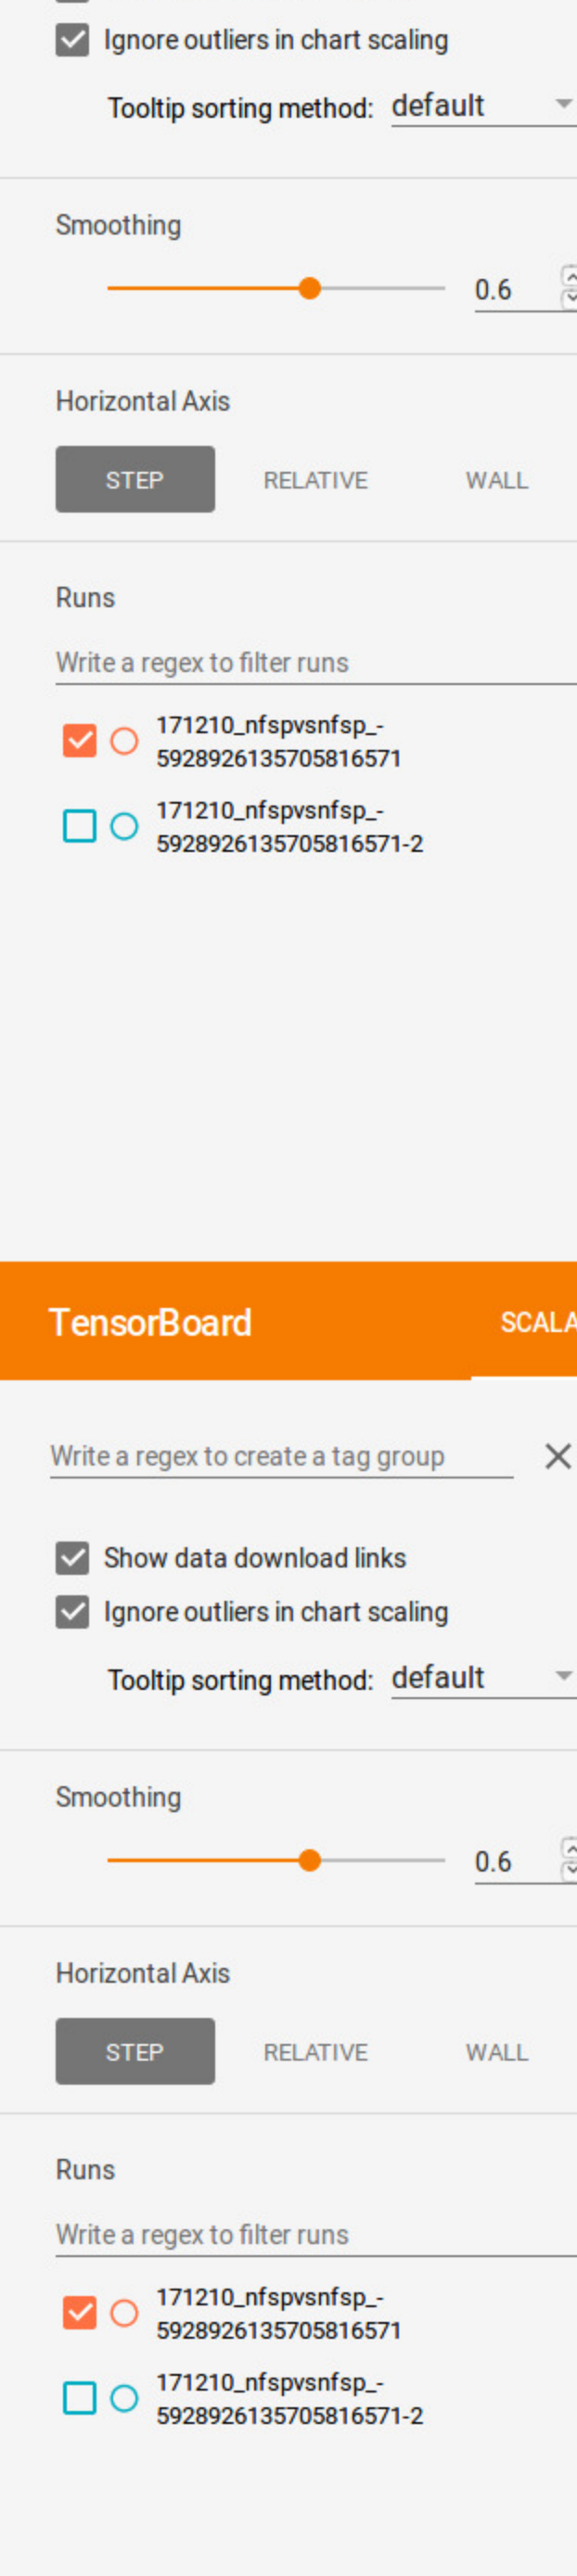 Ignore outliers in chart scaling
Tooltip sorting method: default
Smoothing
0.6
Horizontal Axis
STEP RELATIVE WALL
Runs
Write a regex to filter runs
171210_nfspvsnfsp_-
5928926135705816571
171210_nfspvsnfsp_-
5928926135705816571-2
TensorBoard SCALA
Write a regex to create a tag group
Show data download links
Ignore outliers in chart scaling
Tooltip sorting method: default
Smoothing
0.6
Horizontal Axis
STEP RELATIVE WALL
Runs
Write a regex to filter runs
171210_nfspvsnfsp_-
5928926135705816571
171210_nfspvsnfsp_-
5928926135705816571-2